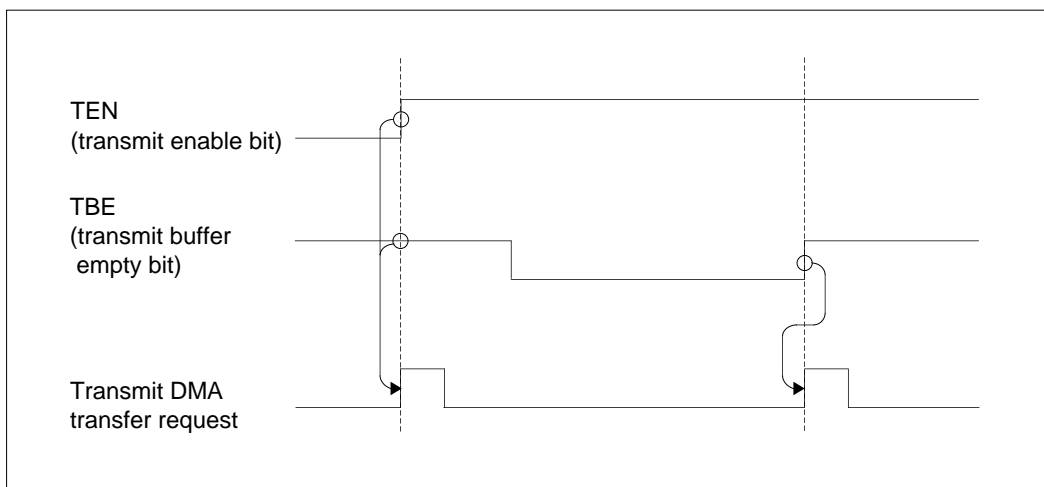 TEN
(transmit enable bit)
TBE
(transmit buffer
empty bit)
Transmit DMA
transfer request